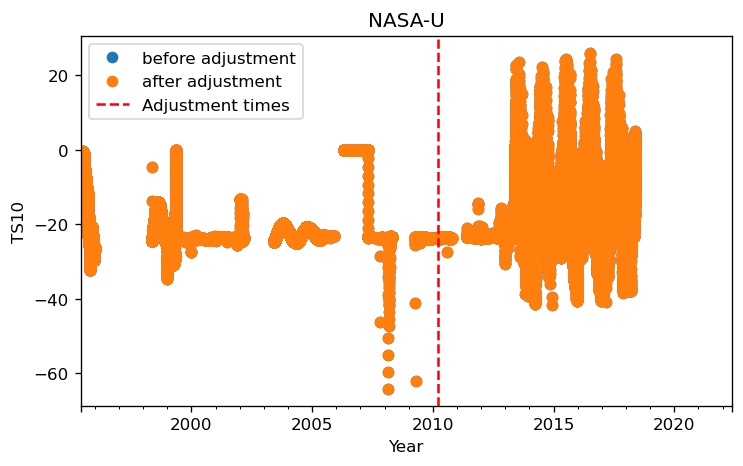 NASA-U
before adjustment
after adjustment
Adjustment times
TS10
20
0
−20
−40
−60
2000 2005 2010 2015 2020
Year